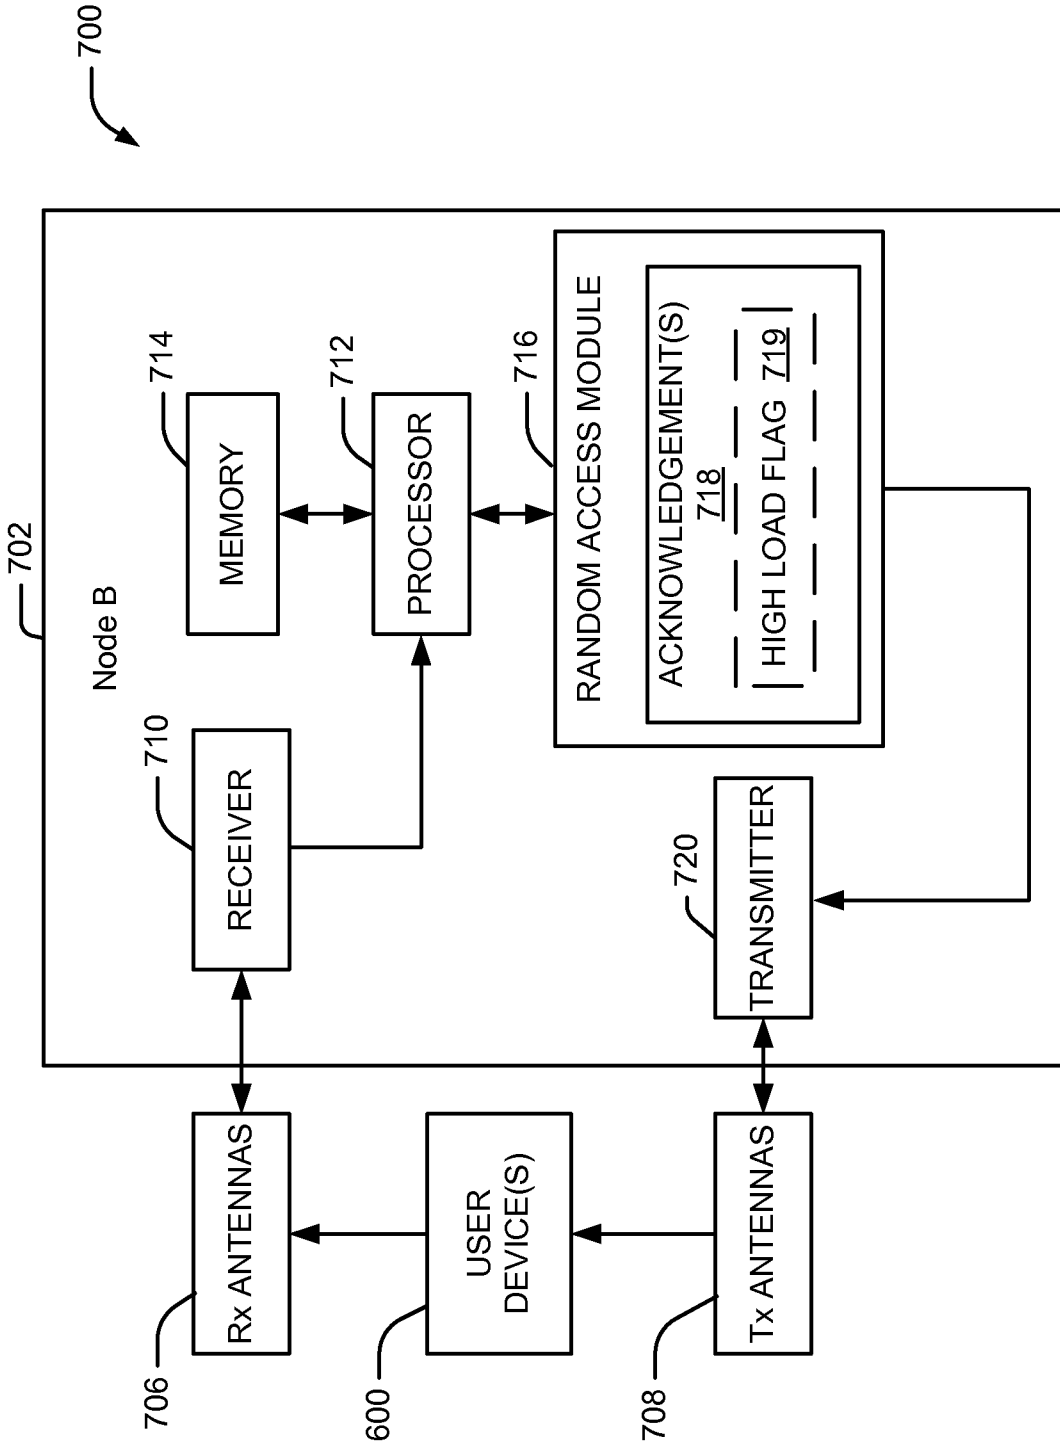 700
702
Node B
714
MEMORY
712
PROCESSOR
716
RANDOM ACCESS MODULE
ACKNOWLEDGEMENT(S)
718
HIGH LOAD FLAG 719
710
RECEIVER
720
TRANSMITTER
706
Rx ANTENNAS
600
USER
DEVICE(S)
708
Tx ANTENNAS